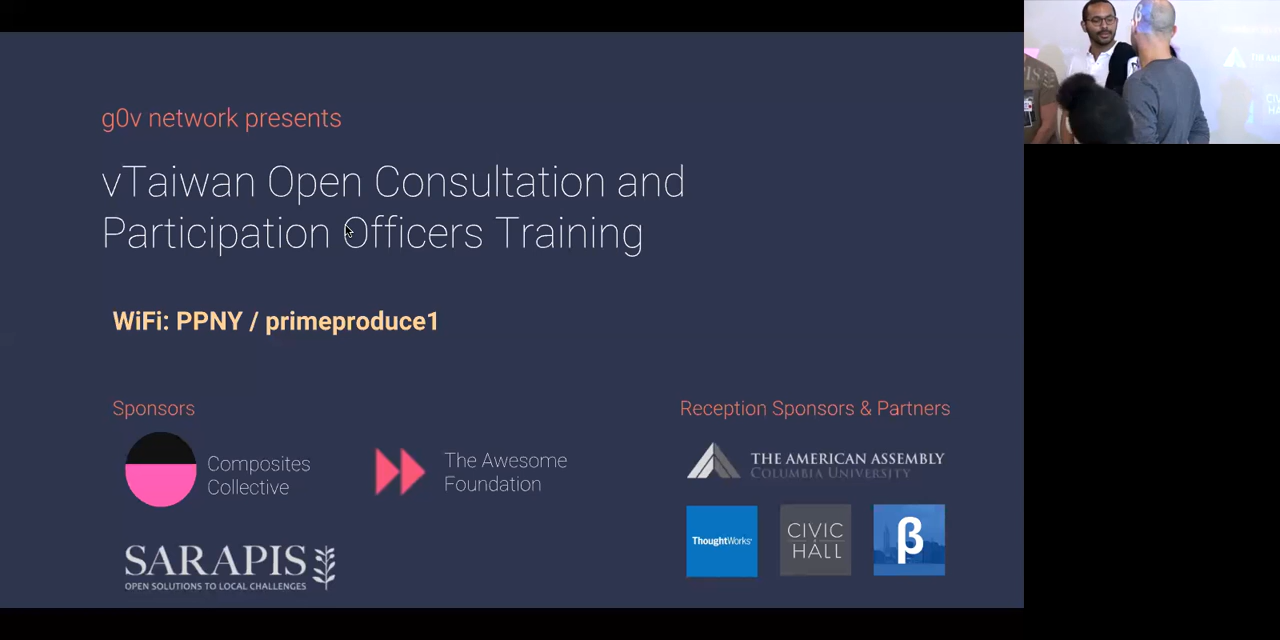 g0v network presents
vTaiwan Open Consultation and
Participation Officers Training
WiFi: PPNY / primeproduce1
Sponsors
Composites
Collective
The Awesome
Foundation
SARAPIS
OPEN SOLUTIONS TO LOCAL CHALLENGES
Reception Sponsors & Partners
THE AMERICAN ASSEMBLY
COLUMBIA UNIVERSITY
ThoughtWorks®
CIVIC
HALL
β